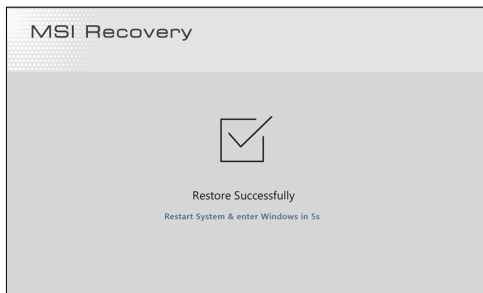 MSI Recovery
Restore Successfully
Restart System & enter Windows in 5s